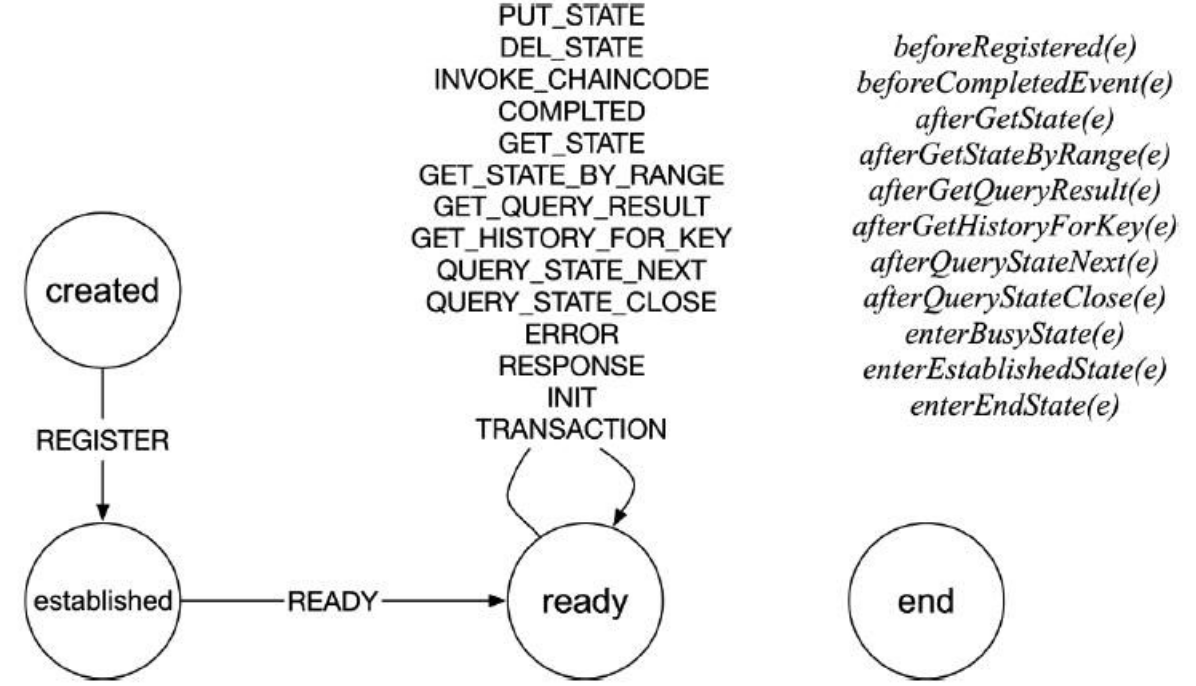 PUT_STATE
DEL_STATE
INVOKE_CHAINCODE
COMPLTED
GET_STATE
GET_STATE_BY_RANGE
GET_QUERY_RESULT
GET_HISTORY_FOR_KEY
QUERY_STATE_NEXT
QUERY_STATE_CLOSE
ERROR
RESPONSE
INIT
TRANSACTION
beforeRegistered(e)
beforeCompletedEvent(e)
afterGetState(e)
afterGetStateByRange(e)
afterGetQueryResult(e)
afterGetHistoryForKey(e)
afterQueryStateNext(e)
afterQueryStateClose(e)
enterBusyState(e)
enterEstablishedState(e)
enterEndState(e)
created
REGISTER
established
READY
ready
end